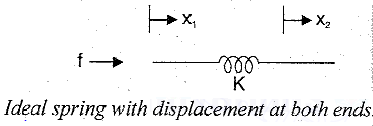 x₁ x₂
f
K
Ideal spring with displacement at both ends.